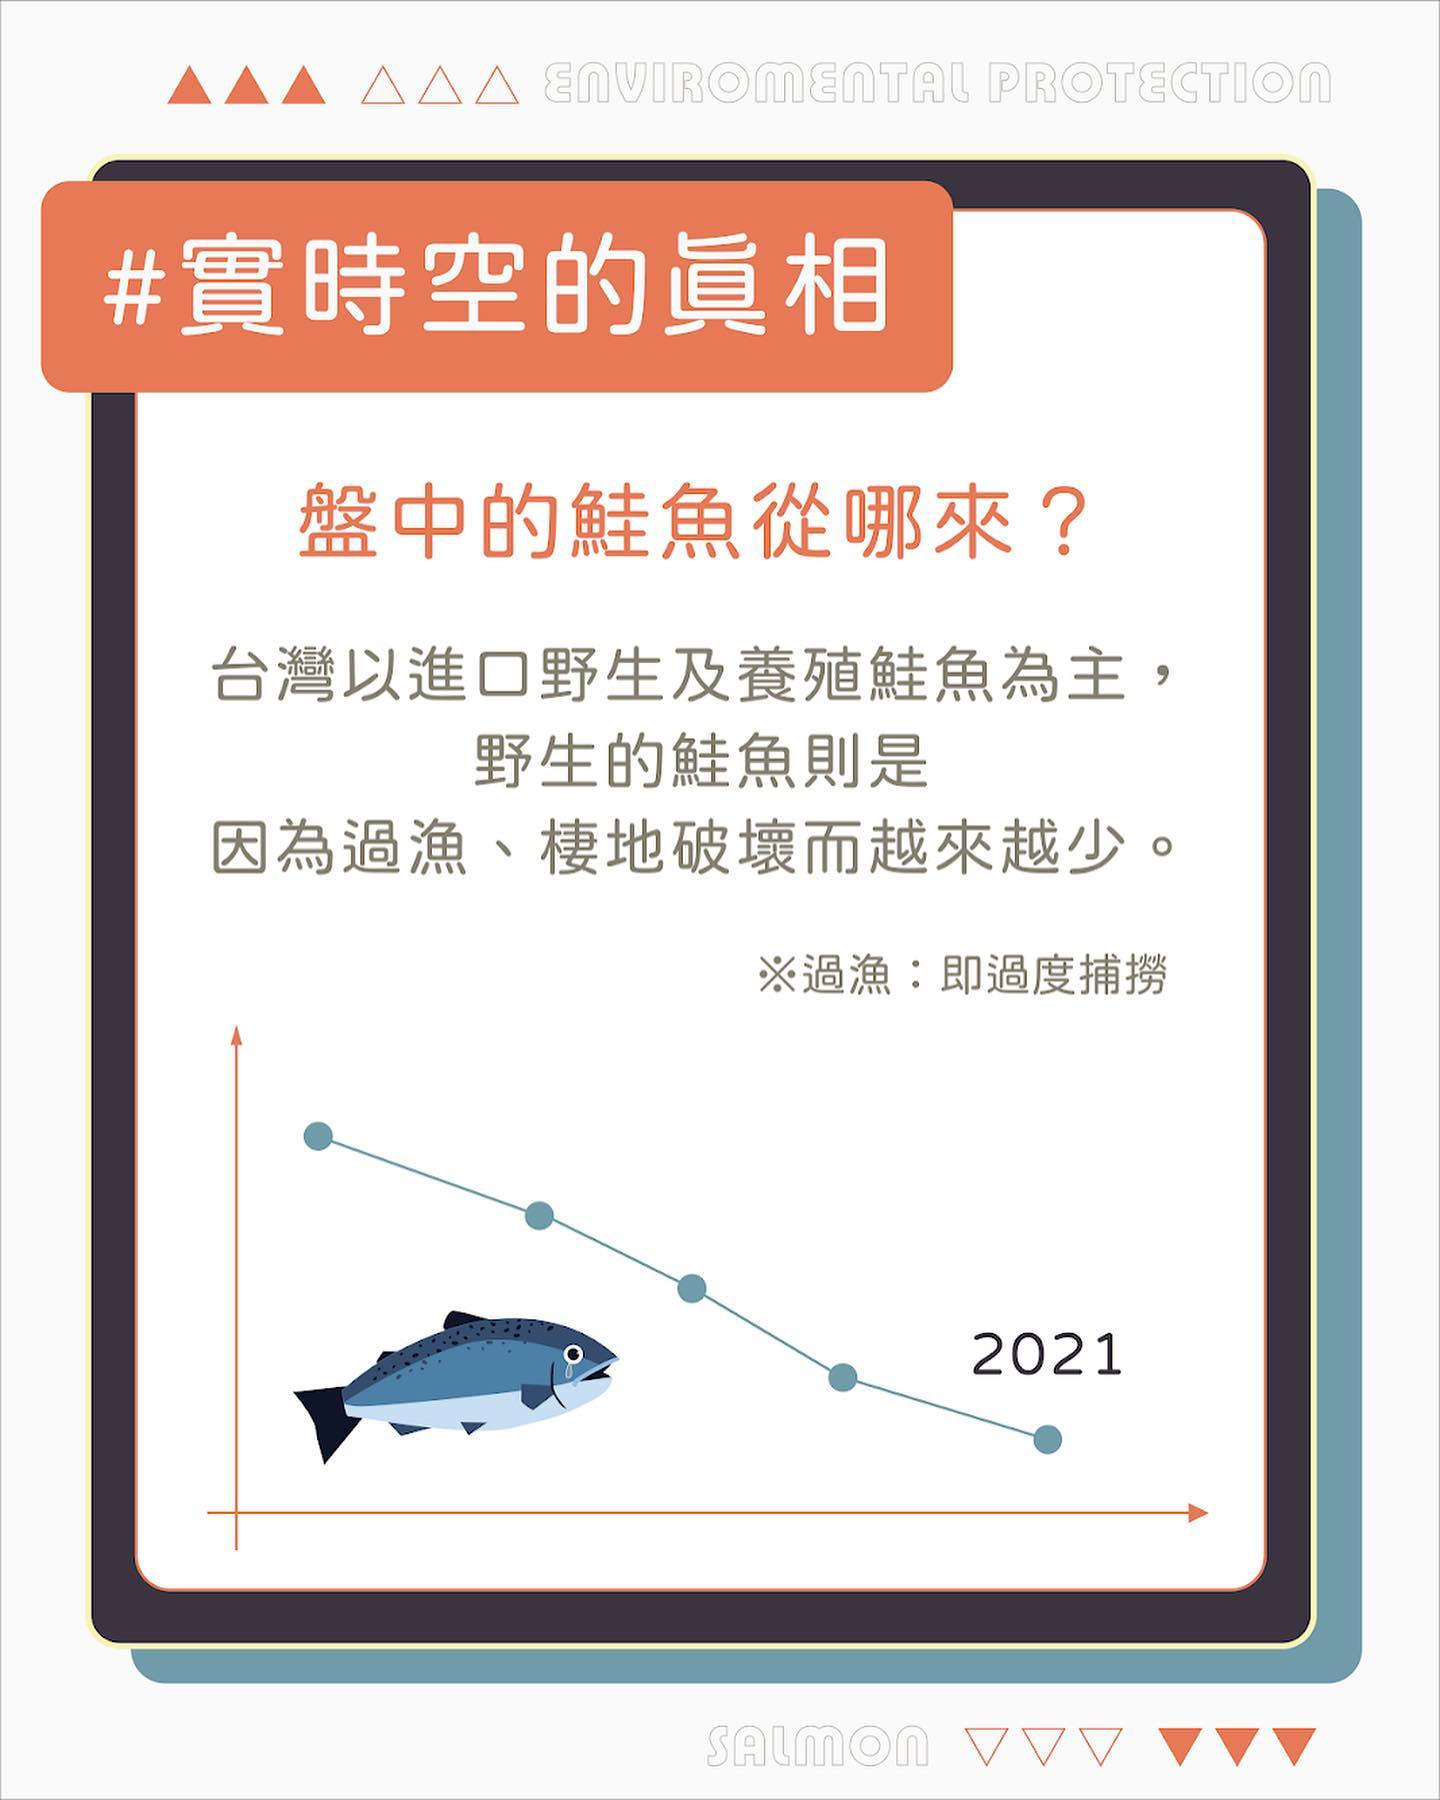 ENVIROMENTAL PROTECTION
#實時空的真相
盤中的鮭魚從哪來？
台灣以進口野生及養殖鮭魚為主，
野生的鮭魚則是
因為過漁、棲地破壞而越來越少。
※過漁：即過度捕撈
2021
SALMON